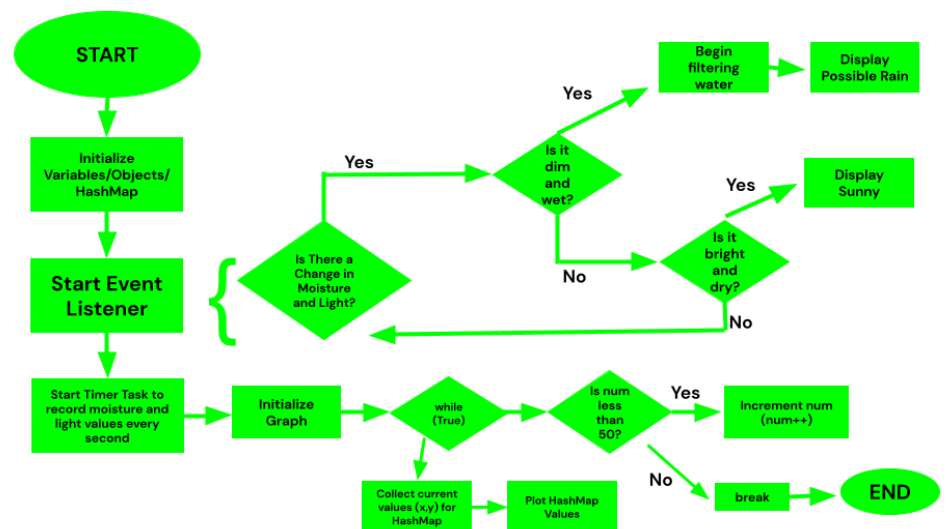 START
Initialize
Variables/Objects/
HashMap
Start Event
Listener
{
Is There a
Change in
Moisture
and Light?
Yes
Is it
dim
and
wet?
Yes
Begin
filtering
water
Display
Possible Rain
No
Is it
bright
and
dry?
Yes
Display
Sunny
No
Start Timer Task to
record moisture and
light values every
second
Initialize
Graph
while
(True)
Collect current
values (x,y) for
HashMap
Plot HashMap
Values
Is num
less
than
50?
Yes
Increment num
(num++)
No
break
END